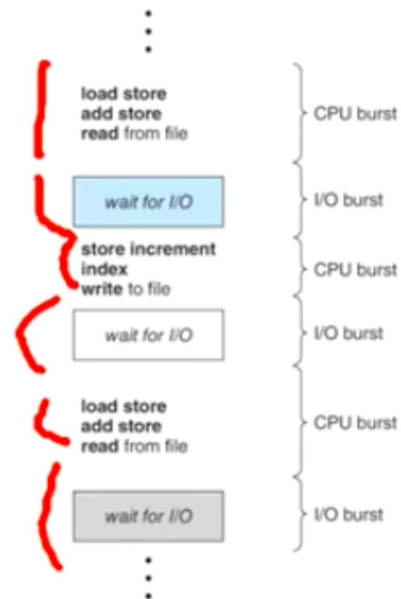 load store
add store
read from file
CPU burst
wait for I/O
I/O burst
store increment
index
write to file
CPU burst
wait for I/O
I/O burst
load store
add store
read from file
CPU burst
wait for I/O
I/O burst